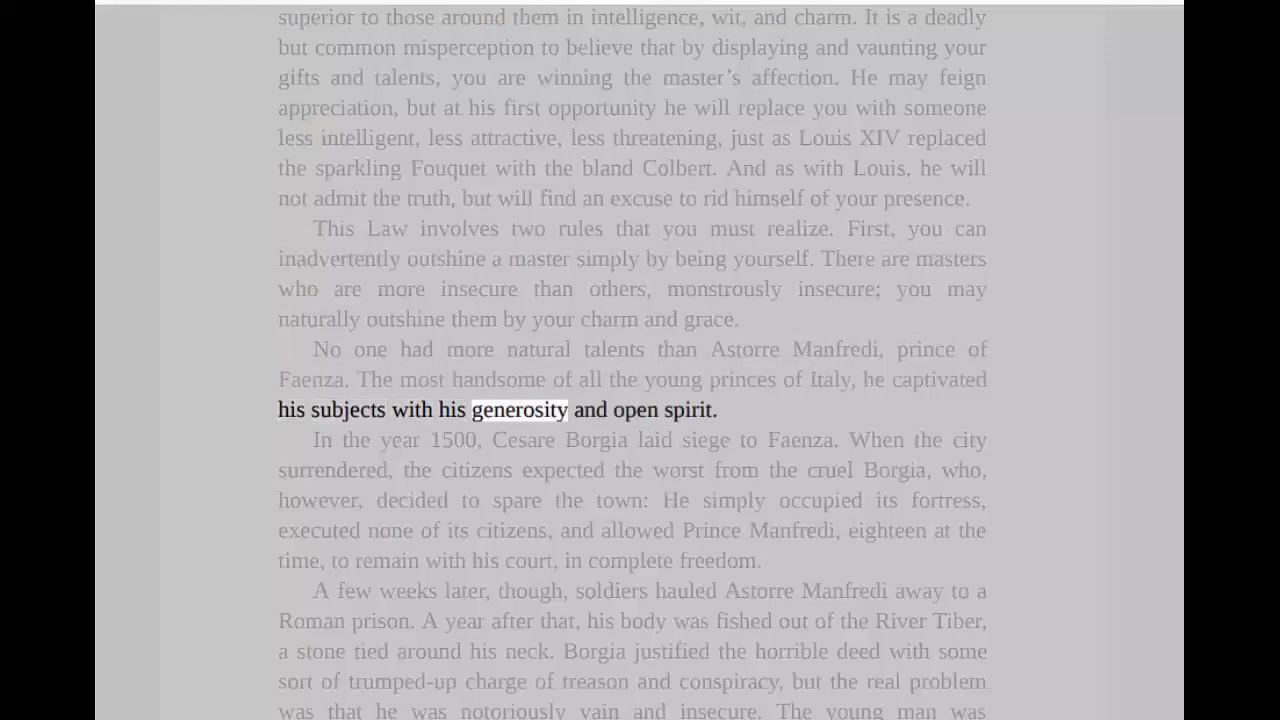 superior to those around them in intelligence, wit, and charm. It is a deadly
but common misperception to believe that by displaying and vaunting your
gifts and talents, you are winning the master’s affection. He may feign
appreciation, but at his first opportunity he will replace you with someone
less intelligent, less attractive, less threatening, just as Louis XIV replaced
the sparkling Fouquet with the bland Colbert. And as with Louis, he will
not admit the truth, but will find an excuse to rid himself of your presence.
This Law involves two rules that you must realize. First, you can
inadvertently outshine a master simply by being yourself. There are masters
who are more insecure than others, monstrously insecure; you may
naturally outshine them by your charm and grace.
No one had more natural talents than Astorre Manfredi, prince of
Faenza. The most handsome of all the young princes of Italy, he captivated
his subjects with his generosity and open spirit.
In the year 1500, Cesare Borgia laid siege to Faenza. When the city
surrendered, the citizens expected the worst from the cruel Borgia, who,
however, decided to spare the town: He simply occupied its fortress,
executed none of its citizens, and allowed Prince Manfredi, eighteen at the
time, to remain with his court, in complete freedom.
A few weeks later, though, soldiers hauled Astorre Manfredi away to a
Roman prison. A year after that, his body was fished out of the River Tiber,
a stone tied around his neck. Borgia justified the horrible deed with some
sort of trumped-up charge of treason and conspiracy, but the real problem
was that he was notoriously vain and insecure. The young man was